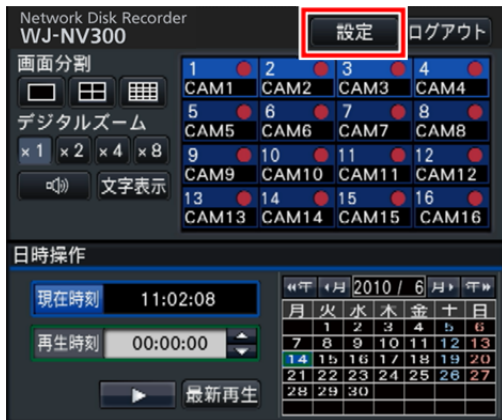 Network Disk Recorder
WJ-NV300
設定 ログアウト
画面分割
デジタルズーム
×1 ×2 ×4 ×8
文字表示
1 2 3 4
CAM1 CAM2 CAM3 CAM4
5 6 7 8
CAM5 CAM6 CAM7 CAM8
9 10 11 12
CAM9 CAM10 CAM11 CAM12
13 14 15 16
CAM13 CAM14 CAM15 CAM16
日時操作
現在時刻 11:02:08
再生時刻 00:00:00
最新再生
年 月 2010 / 6 月 年
月 火 水 木 金 土 日
1 2 3 4 5 6
7 8 9 10 11 12 13
14 15 16 17 18 19 20
21 22 23 24 25 26 27
28 29 30